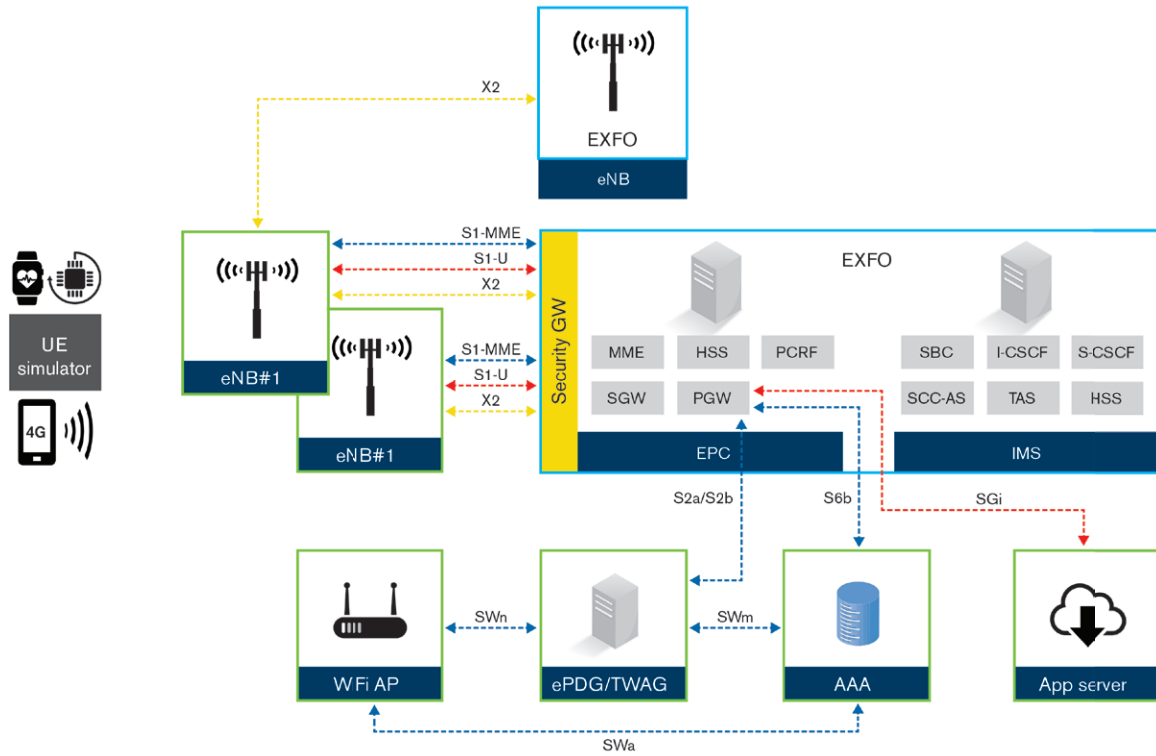 X2
EXFO
eNB
S1-MME
S1-U
X2
EXFO
UE
simulator
4G
eNB#1
S1-MME
S1-U
X2
eNB#1
Security GW
MME
HSS
PCRF
SGW
PGW
EPC
SBC
I-CSCF
S-CSCF
SCC-AS
TAS
HSS
IMS
S2a/S2b
S6b
SGi
SWn
SWm
WFi AP
ePDG/TWAG
AAA
App server
SWa